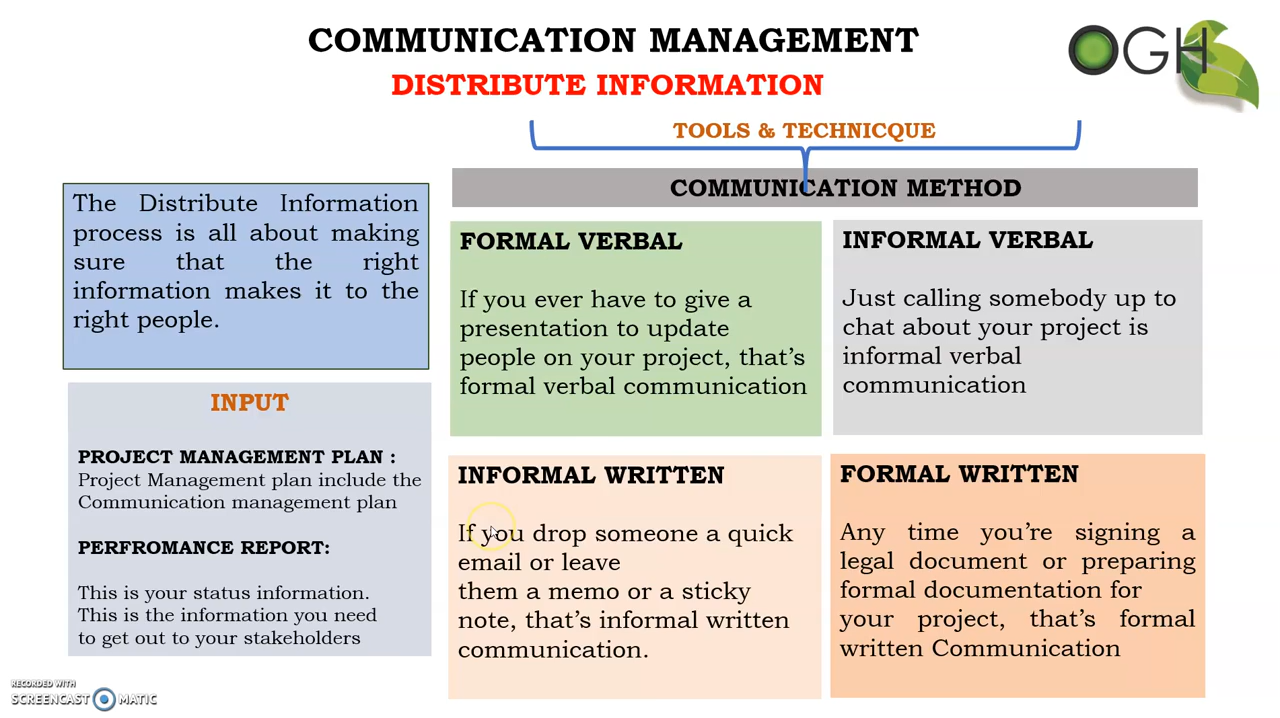 COMMUNICATION MANAGEMENT
DISTRIBUTE INFORMATION
OGH
TOOLS & TECHNICQUE
COMMUNICATION METHOD
The Distribute Information
process is all about making
sure that the right
information makes it to the
right people.
INPUT
PROJECT MANAGEMENT PLAN :
Project Management plan include the
Communication management plan
PERFROMANCE REPORT:
This is your status information.
This is the information you need
to get out to your stakeholders
FORMAL VERBAL
If you ever have to give a
presentation to update
people on your project, that’s
formal verbal communication
INFORMAL VERBAL
Just calling somebody up to
chat about your project is
informal verbal
communication
INFORMAL WRITTEN
If you drop someone a quick
email or leave
them a memo or a sticky
note, that’s informal written
communication.
FORMAL WRITTEN
Any time you’re signing a
legal document or preparing
formal documentation for
your project, that’s formal
written Communication
RECORDED WITH
SCREENCAST MATIC